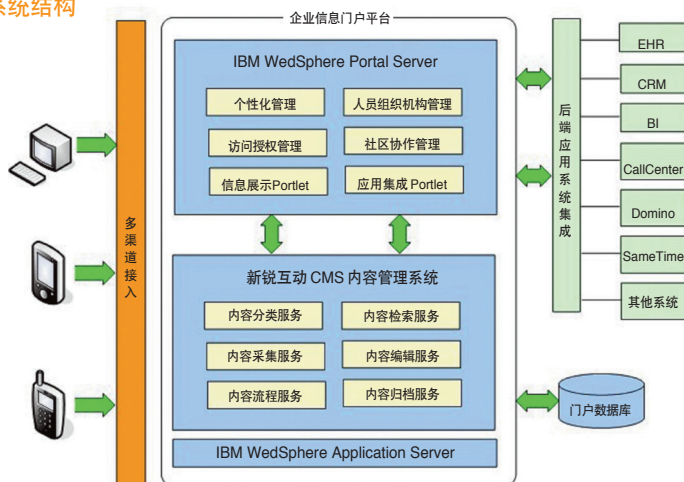 系统结构
企业信息门户平台
IBM WedSphere Portal Server
个性化管理
人员组织机构管理
访问授权管理
社区协作管理
信息展示Portlet
应用集成 Portlet
多渠道接入
新锐互动 CMS 内容管理系统
内容分类服务
内容检索服务
内容采集服务
内容编辑服务
内容流程服务
内容归档服务
IBM WedSphere Application Server
后端应用系统集成
EHR
CRM
BI
CallCenter
Domino
SameTime
其他系统
门户数据库